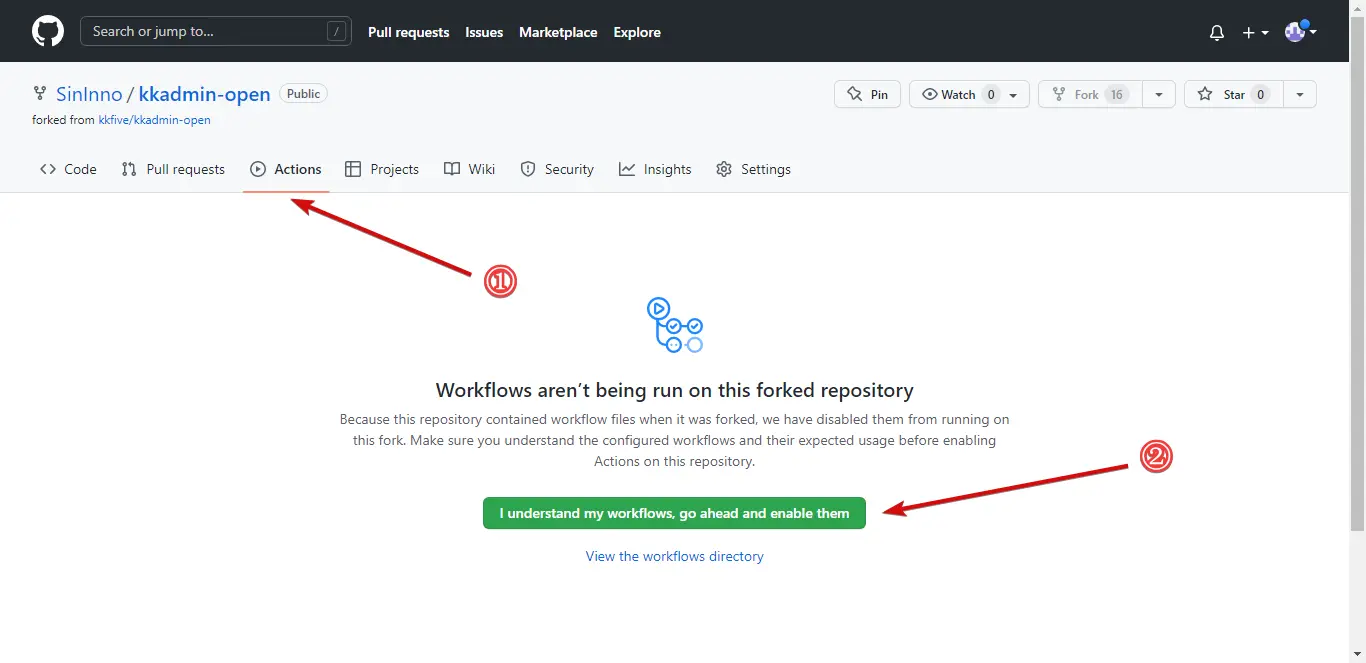 Search or jump to... /
Pull requests Issues Marketplace Explore
SinInno / kkadmin-open Public
Pin Watch 0 Fork 16 Star 0
forked from kkfive/kkadmin-open
Code Pull requests Actions Projects Wiki Security Insights Settings
1
Workflows aren’t being run on this forked repository
Because this repository contained workflow files when it was forked, we have disabled them from running on
this fork. Make sure you understand the configured workflows and their expected usage before enabling
Actions on this repository.
2
I understand my workflows, go ahead and enable them
View the workflows directory